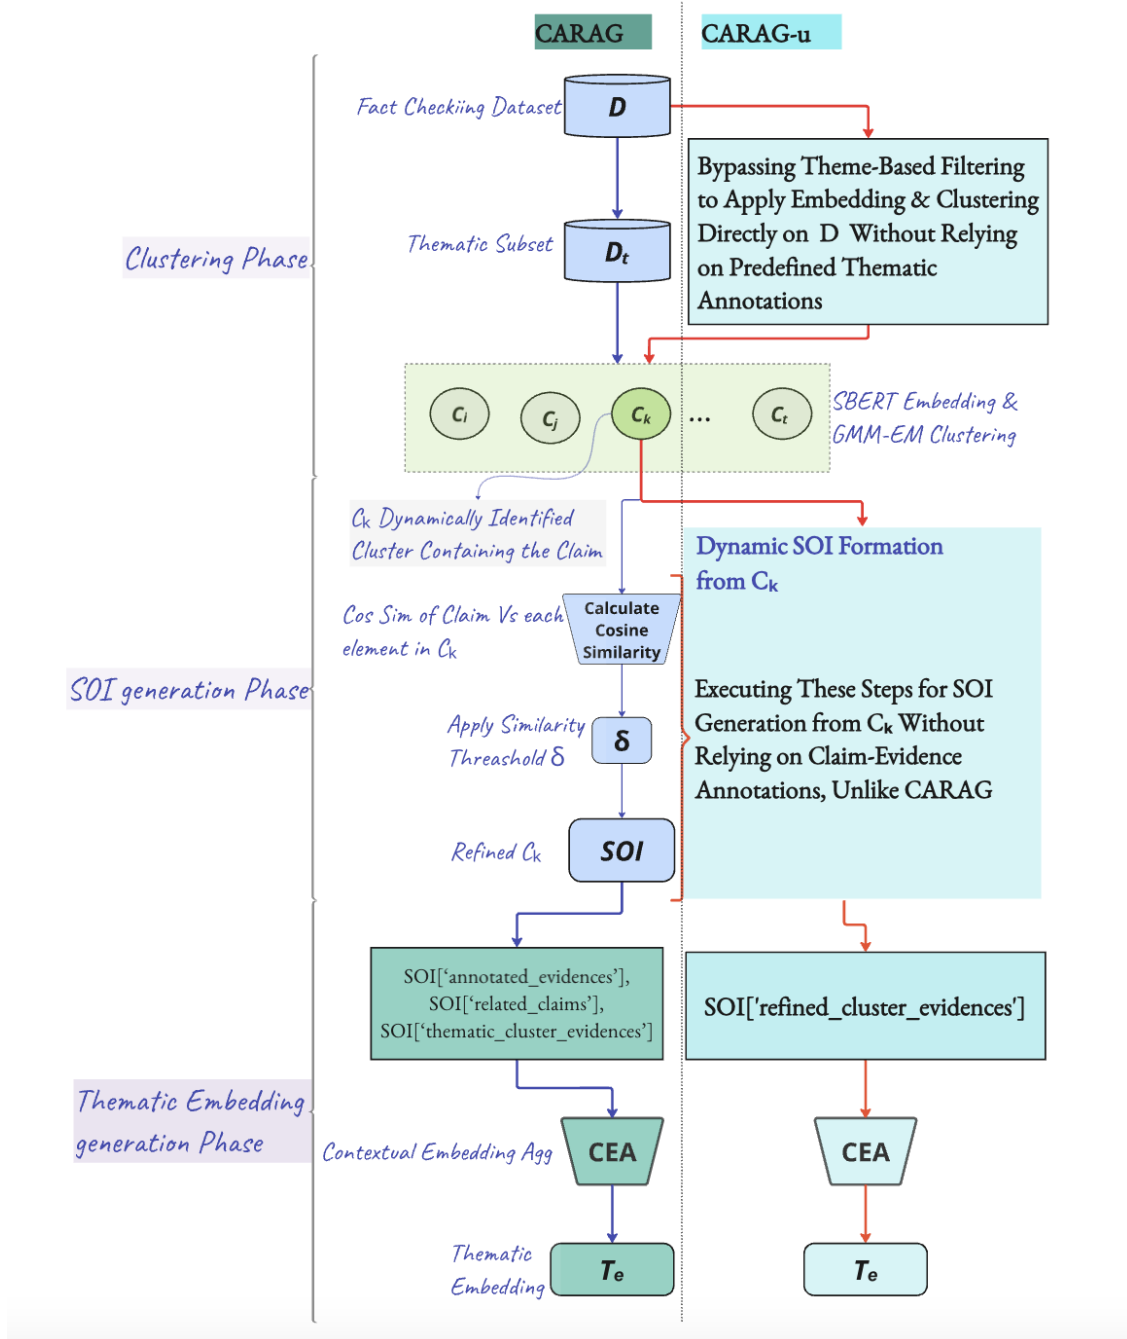 CARAG
CARAG-u
Fact Checkiing Dataset
D
Bypassing Theme-Based Filtering
to Apply Embedding & Clustering
Directly on D Without Relying
on Predefined Thematic
Annotations
Thematic Subset
Dₜ
Clustering Phase
Cᵢ
Cⱼ
Cₖ
...
Cₜ
SBERT Embedding &
GMM-EM Clustering
Cₖ Dynamically Identified
Cluster Containing the Claim
Dynamic SOI Formation
from Cₖ
Cos Sim of Claim Vs each
element in Cₖ
Calculate
Cosine
Similarity
SOI generation Phase
Executing These Steps for SOI
Generation from Cₖ Without
Relying on Claim-Evidence
Annotations, Unlike CARAG
Apply Similarity
Threashold δ
δ
Refined Cₖ
SOI
SOI[‘annotated_evidences’],
SOI[‘related_claims’],
SOI[‘thematic_cluster_evidences’]
SOI['refined_cluster_evidences']
Thematic Embedding
generation Phase
Contextual Embedding Agg
CEA
CEA
Thematic
Embedding
Tₑ
Tₑ